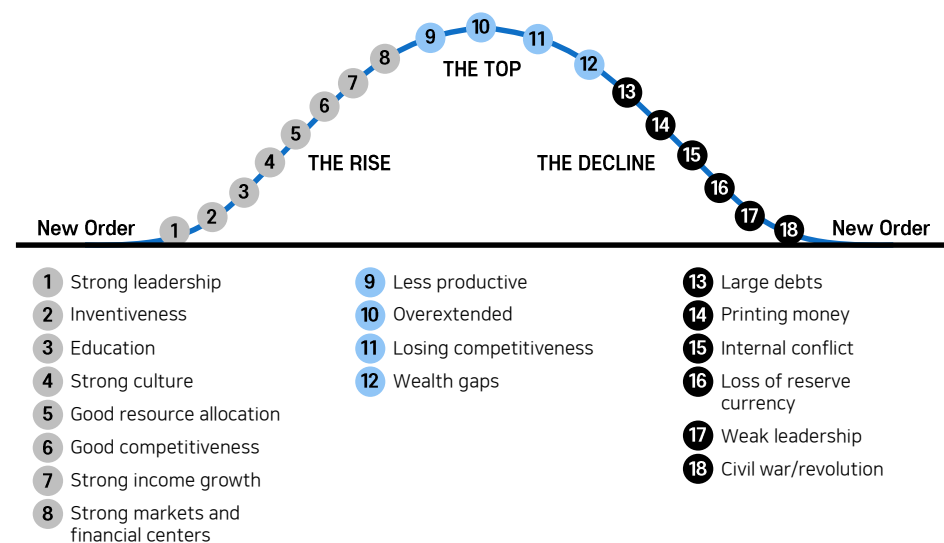 9
10
11
12
8
7
6
5
4
3
2
1
13
14
15
16
17
18
THE TOP
THE RISE
THE DECLINE
New Order
New Order
1 Strong leadership
2 Inventiveness
3 Education
4 Strong culture
5 Good resource allocation
6 Good competitiveness
7 Strong income growth
8 Strong markets and
financial centers
9 Less productive
10 Overextended
11 Losing competitiveness
12 Wealth gaps
13 Large debts
14 Printing money
15 Internal conflict
16 Loss of reserve
currency
17 Weak leadership
18 Civil war/revolution